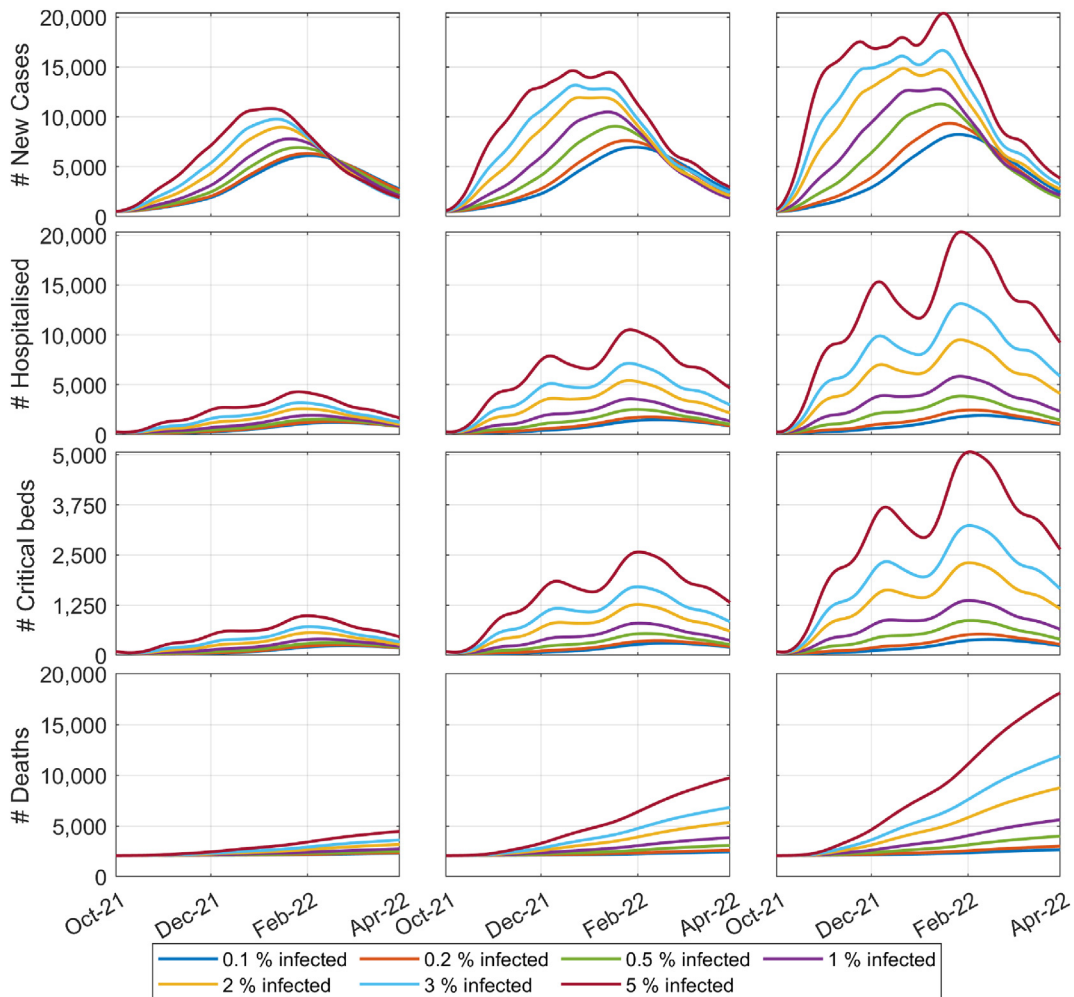 # New Cases
20,000
15,000
10,000
5,000
0
# Hospitalised
20,000
15,000
10,000
5,000
0
# Critical beds
5,000
3,750
2,500
1,250
0
# Deaths
20,000
15,000
10,000
5,000
0
Oct-21 Dec-21 Feb-22 Apr-22 Oct-21 Dec-21 Feb-22 Apr-22 Oct-21 Dec-21 Feb-22 Apr-22
0.1 % infected 0.2 % infected 0.5 % infected 1 % infected
2 % infected 3 % infected 5 % infected